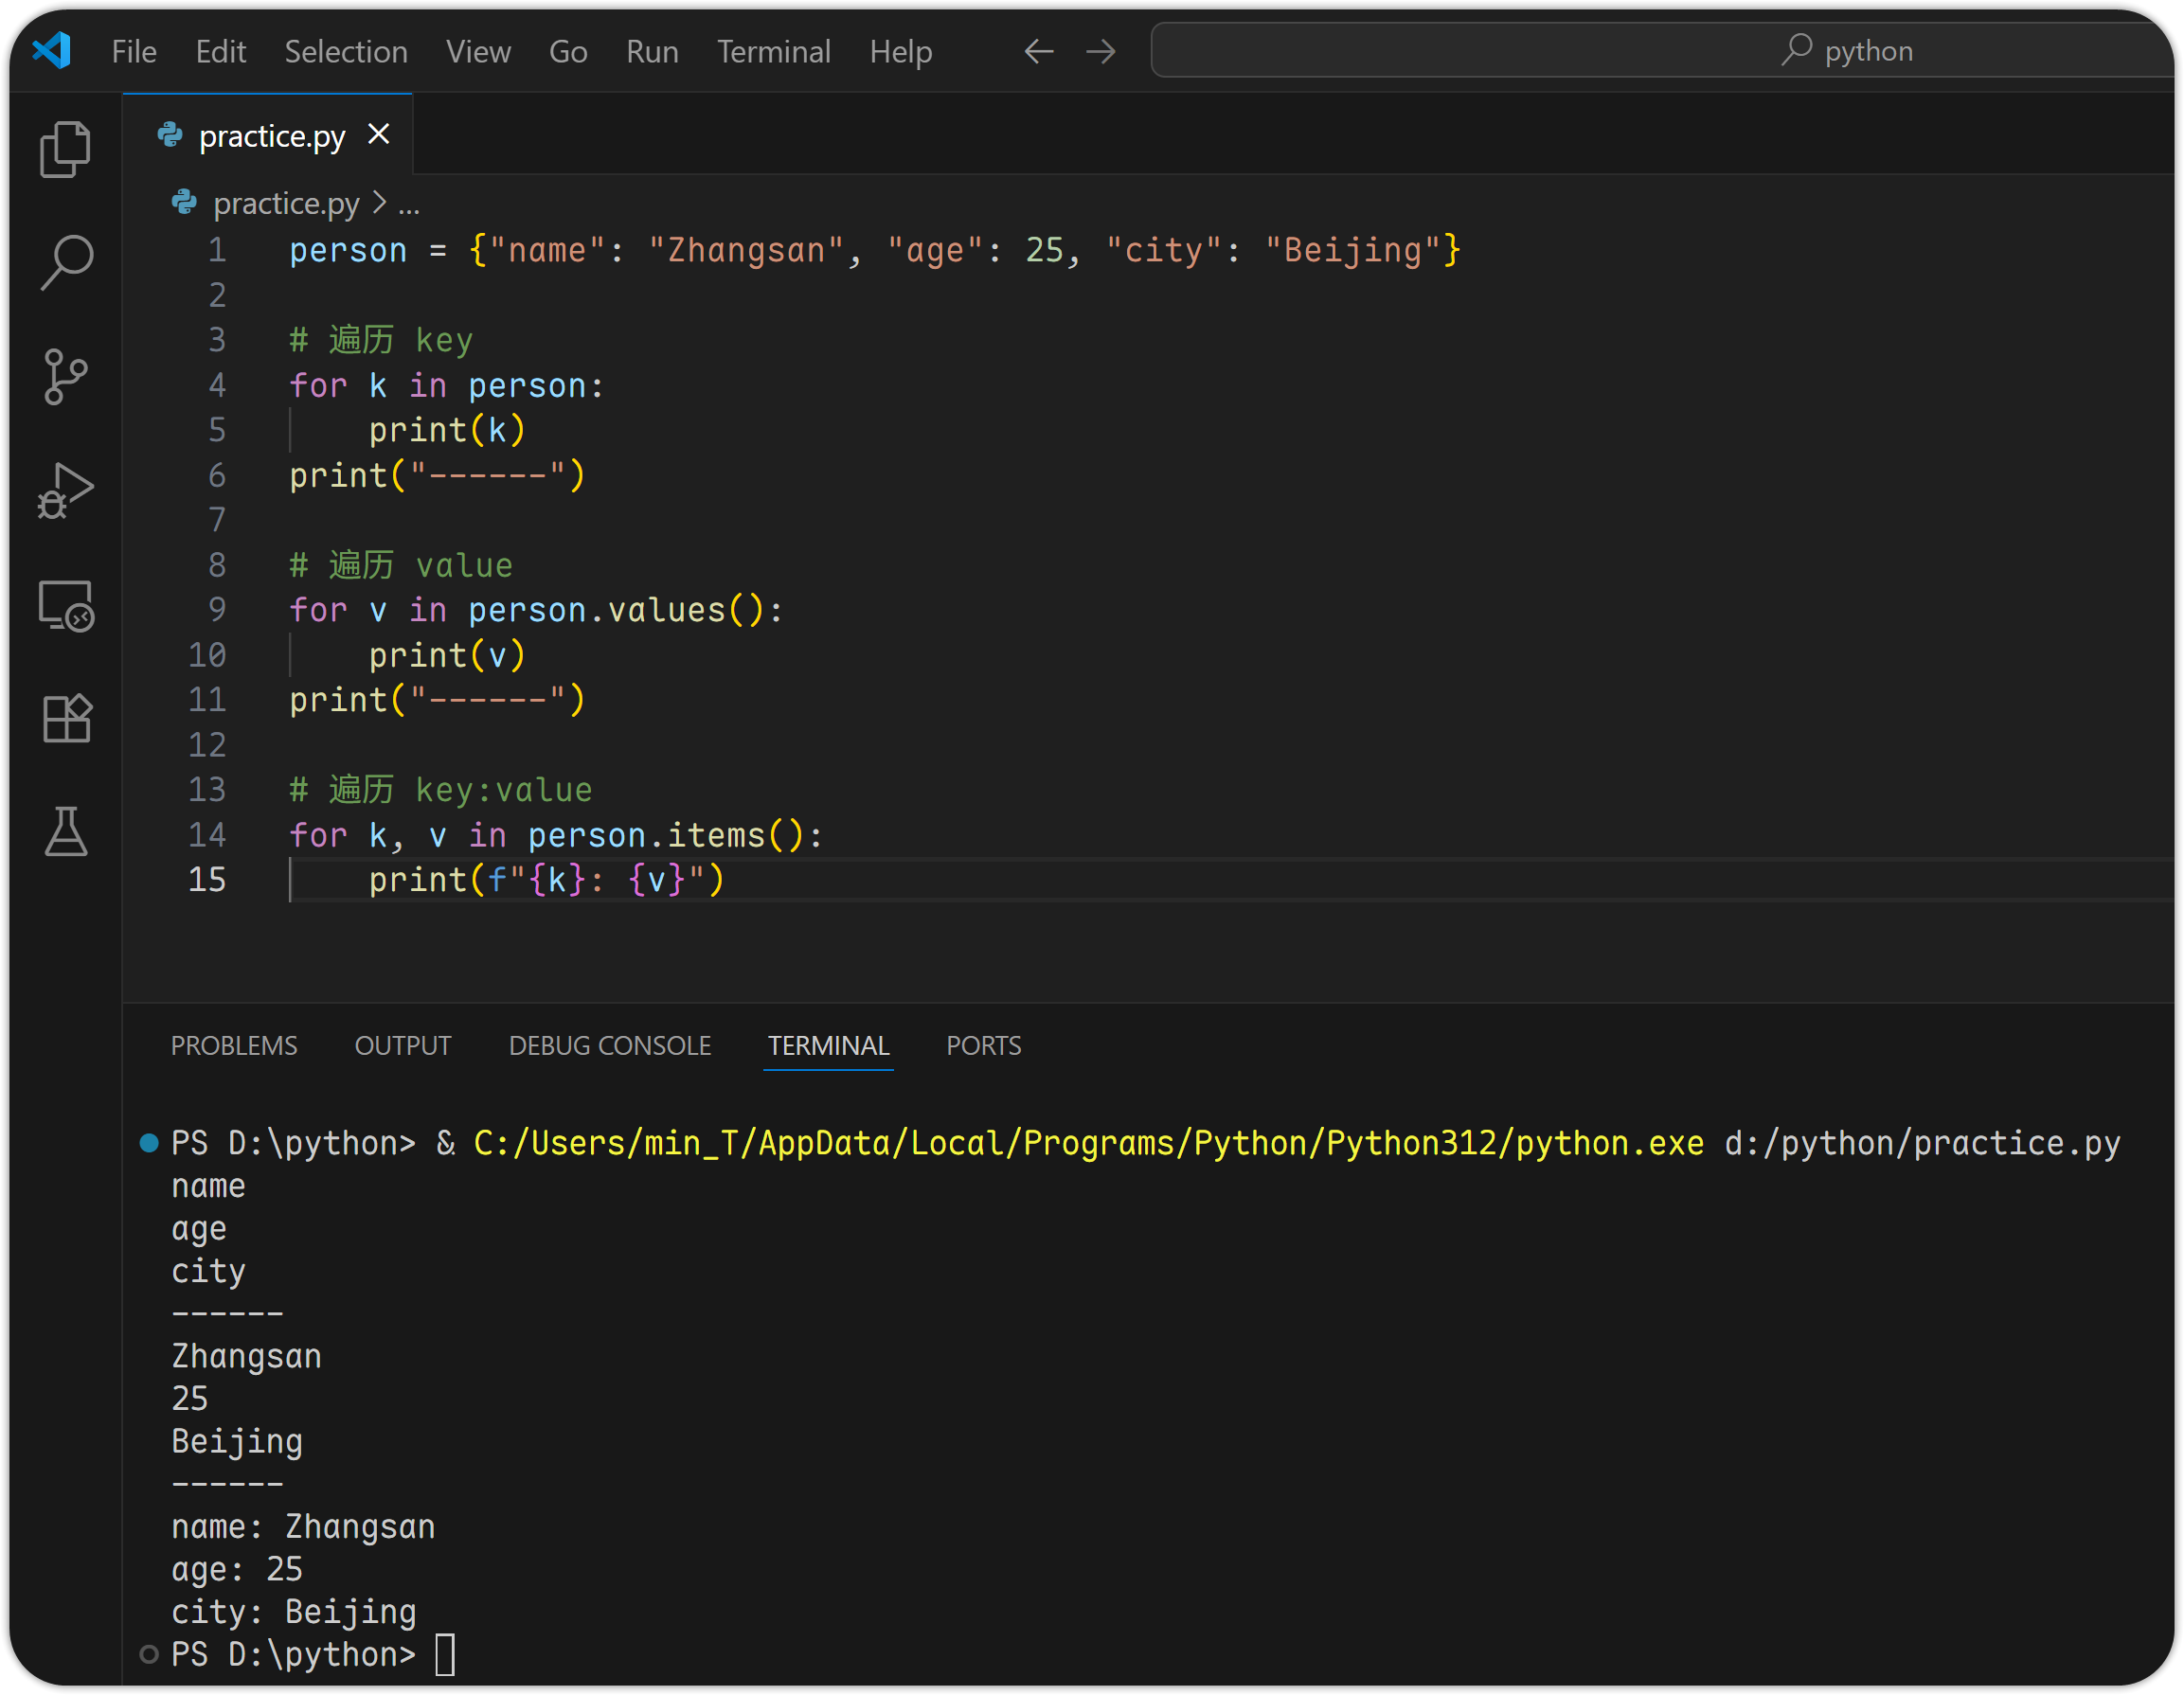 File Edit Selection View Go Run Terminal Help python
practice.py
practice.py > ...
1 person = {"name": "Zhangsan", "age": 25, "city": "Beijing"}
2
3 # 遍历 key
4 for k in person:
5     print(k)
6 print("------")
7
8 # 遍历 value
9 for v in person.values():
10     print(v)
11 print("------")
12
13 # 遍历 key:value
14 for k, v in person.items():
15     print(f"{k}: {v}")
PROBLEMS OUTPUT DEBUG CONSOLE TERMINAL PORTS
PS D:\python> & C:/Users/min_T/AppData/Local/Programs/Python/Python312/python.exe d:/python/practice.py
name
age
city
------
Zhangsan
25
Beijing
------
name: Zhangsan
age: 25
city: Beijing
PS D:\python>